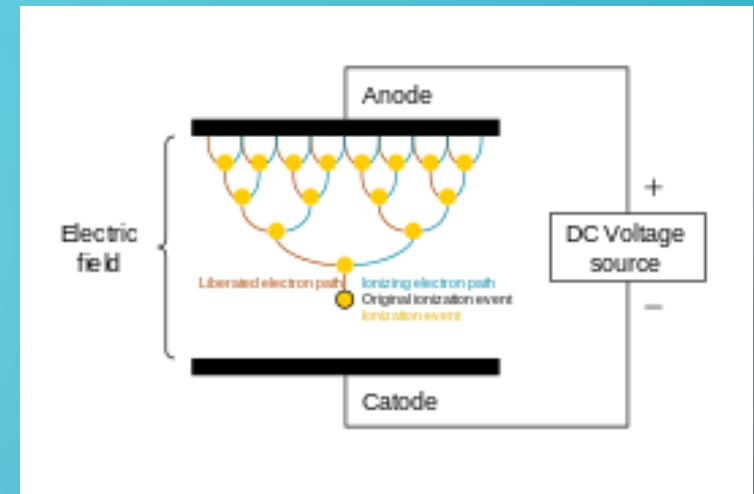 Anode
+
Electric
field
DC Voltage
source
Liberated electron path
Ionizing electron path
Original ionization event
Ionization event
−
Catode